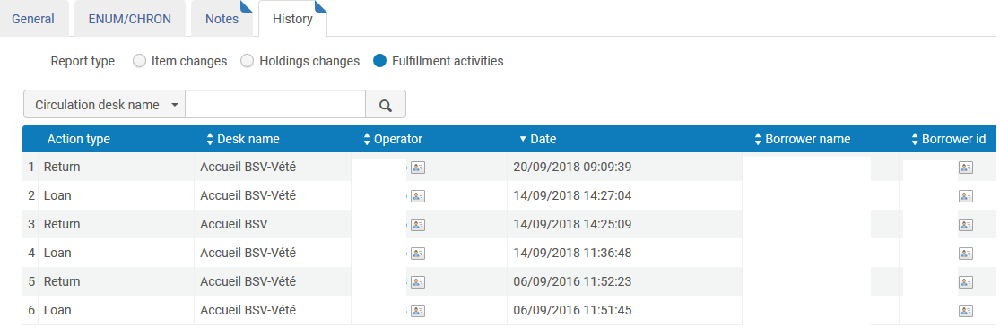 General ENUM/CHRON Notes History
Report type Item changes Holdings changes Fulfillment activities
Circulation desk name
Action type Desk name Operator Date Borrower name Borrower id
1 Return Accueil BSV-Vété 20/09/2018 09:09:39
2 Loan Accueil BSV-Vété 14/09/2018 14:27:04
3 Return Accueil BSV 14/09/2018 14:25:09
4 Loan Accueil BSV-Vété 14/09/2018 11:36:48
5 Return Accueil BSV-Vété 06/09/2016 11:52:23
6 Loan Accueil BSV-Vété 06/09/2016 11:51:45